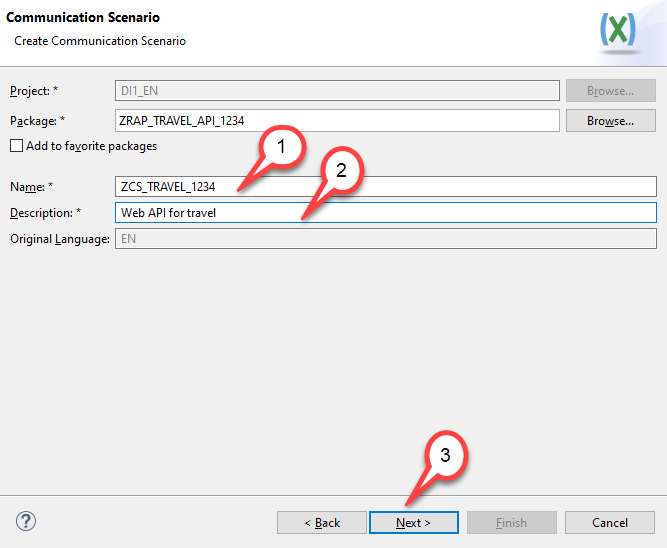 Communication Scenario
Create Communication Scenario
(X)
Project: * DI1_EN Browse...
Package: * ZRAP_TRAVEL_API_1234 Browse...
Add to favorite packages
1
2
Name: * ZCS_TRAVEL_1234
Description: * Web API for travel
Original Language: EN
3
? < Back Next > Finish Cancel